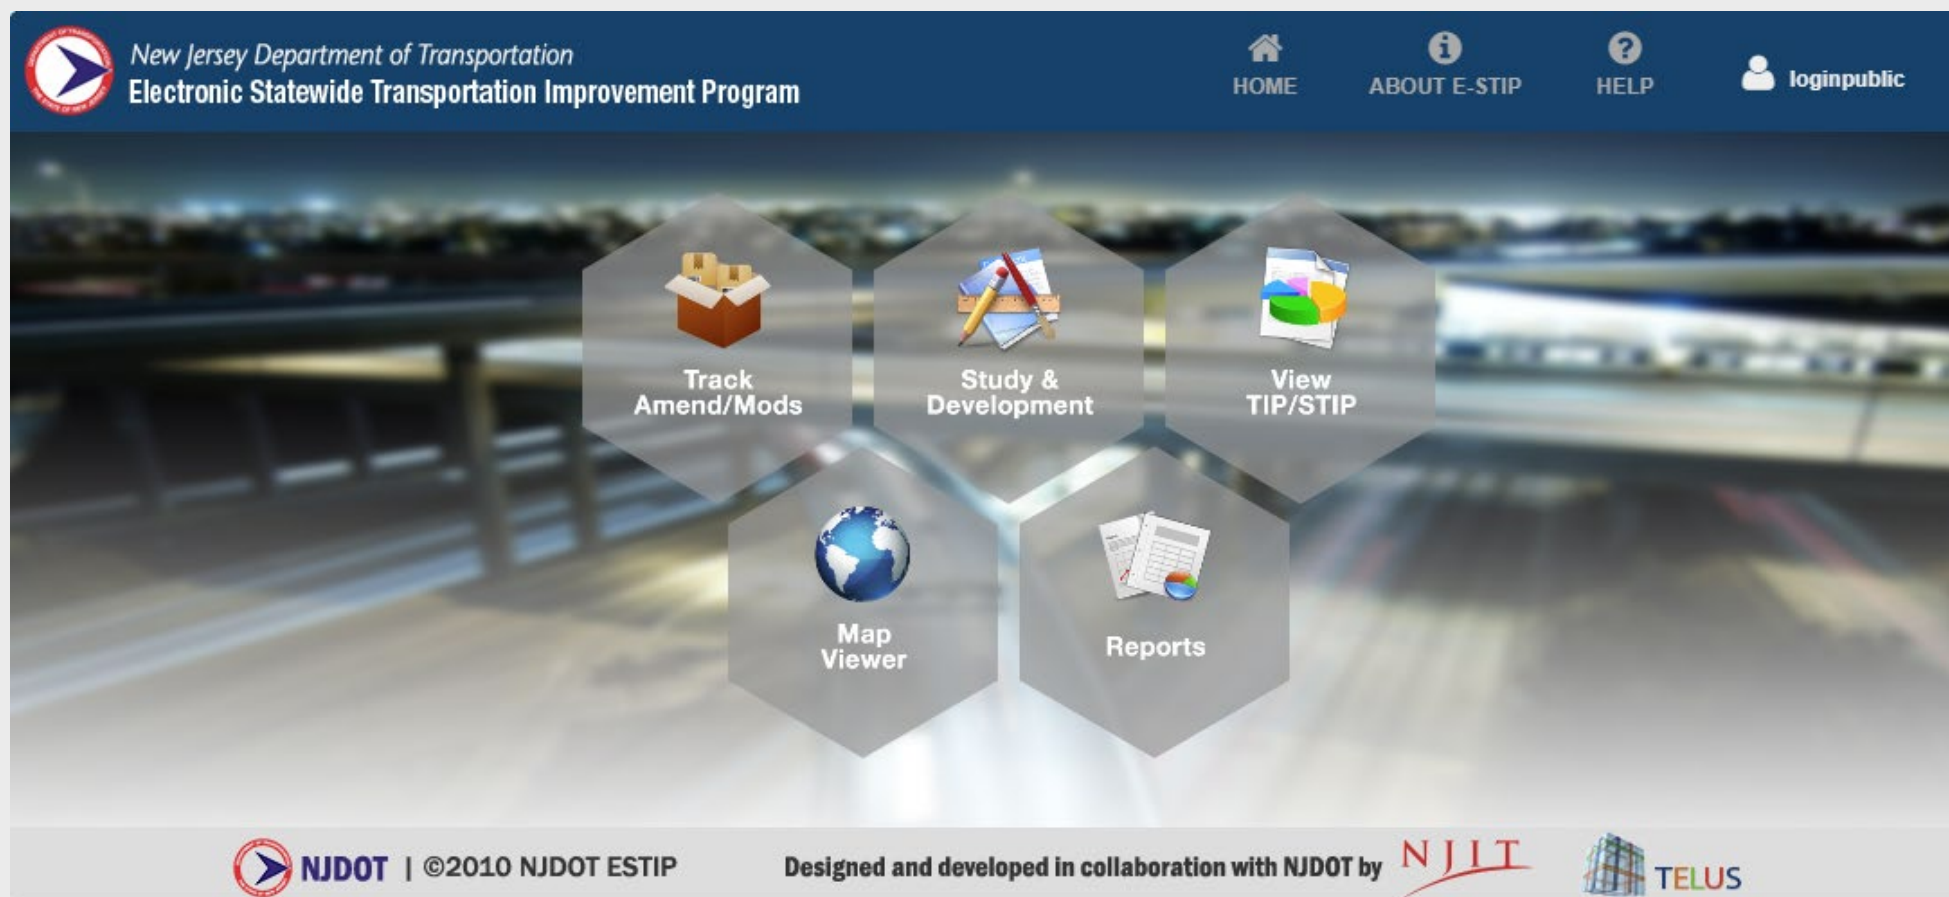 New Jersey Department of Transportation
Electronic Statewide Transportation Improvement Program
HOME
ABOUT E-STIP
HELP
loginpublic
Track
Amend/Mods
Study &
Development
View
TIP/STIP
Map
Viewer
Reports
NJDOT | ©2010 NJDOT ESTIP
Designed and developed in collaboration with NJDOT by
NJIT
TELUS